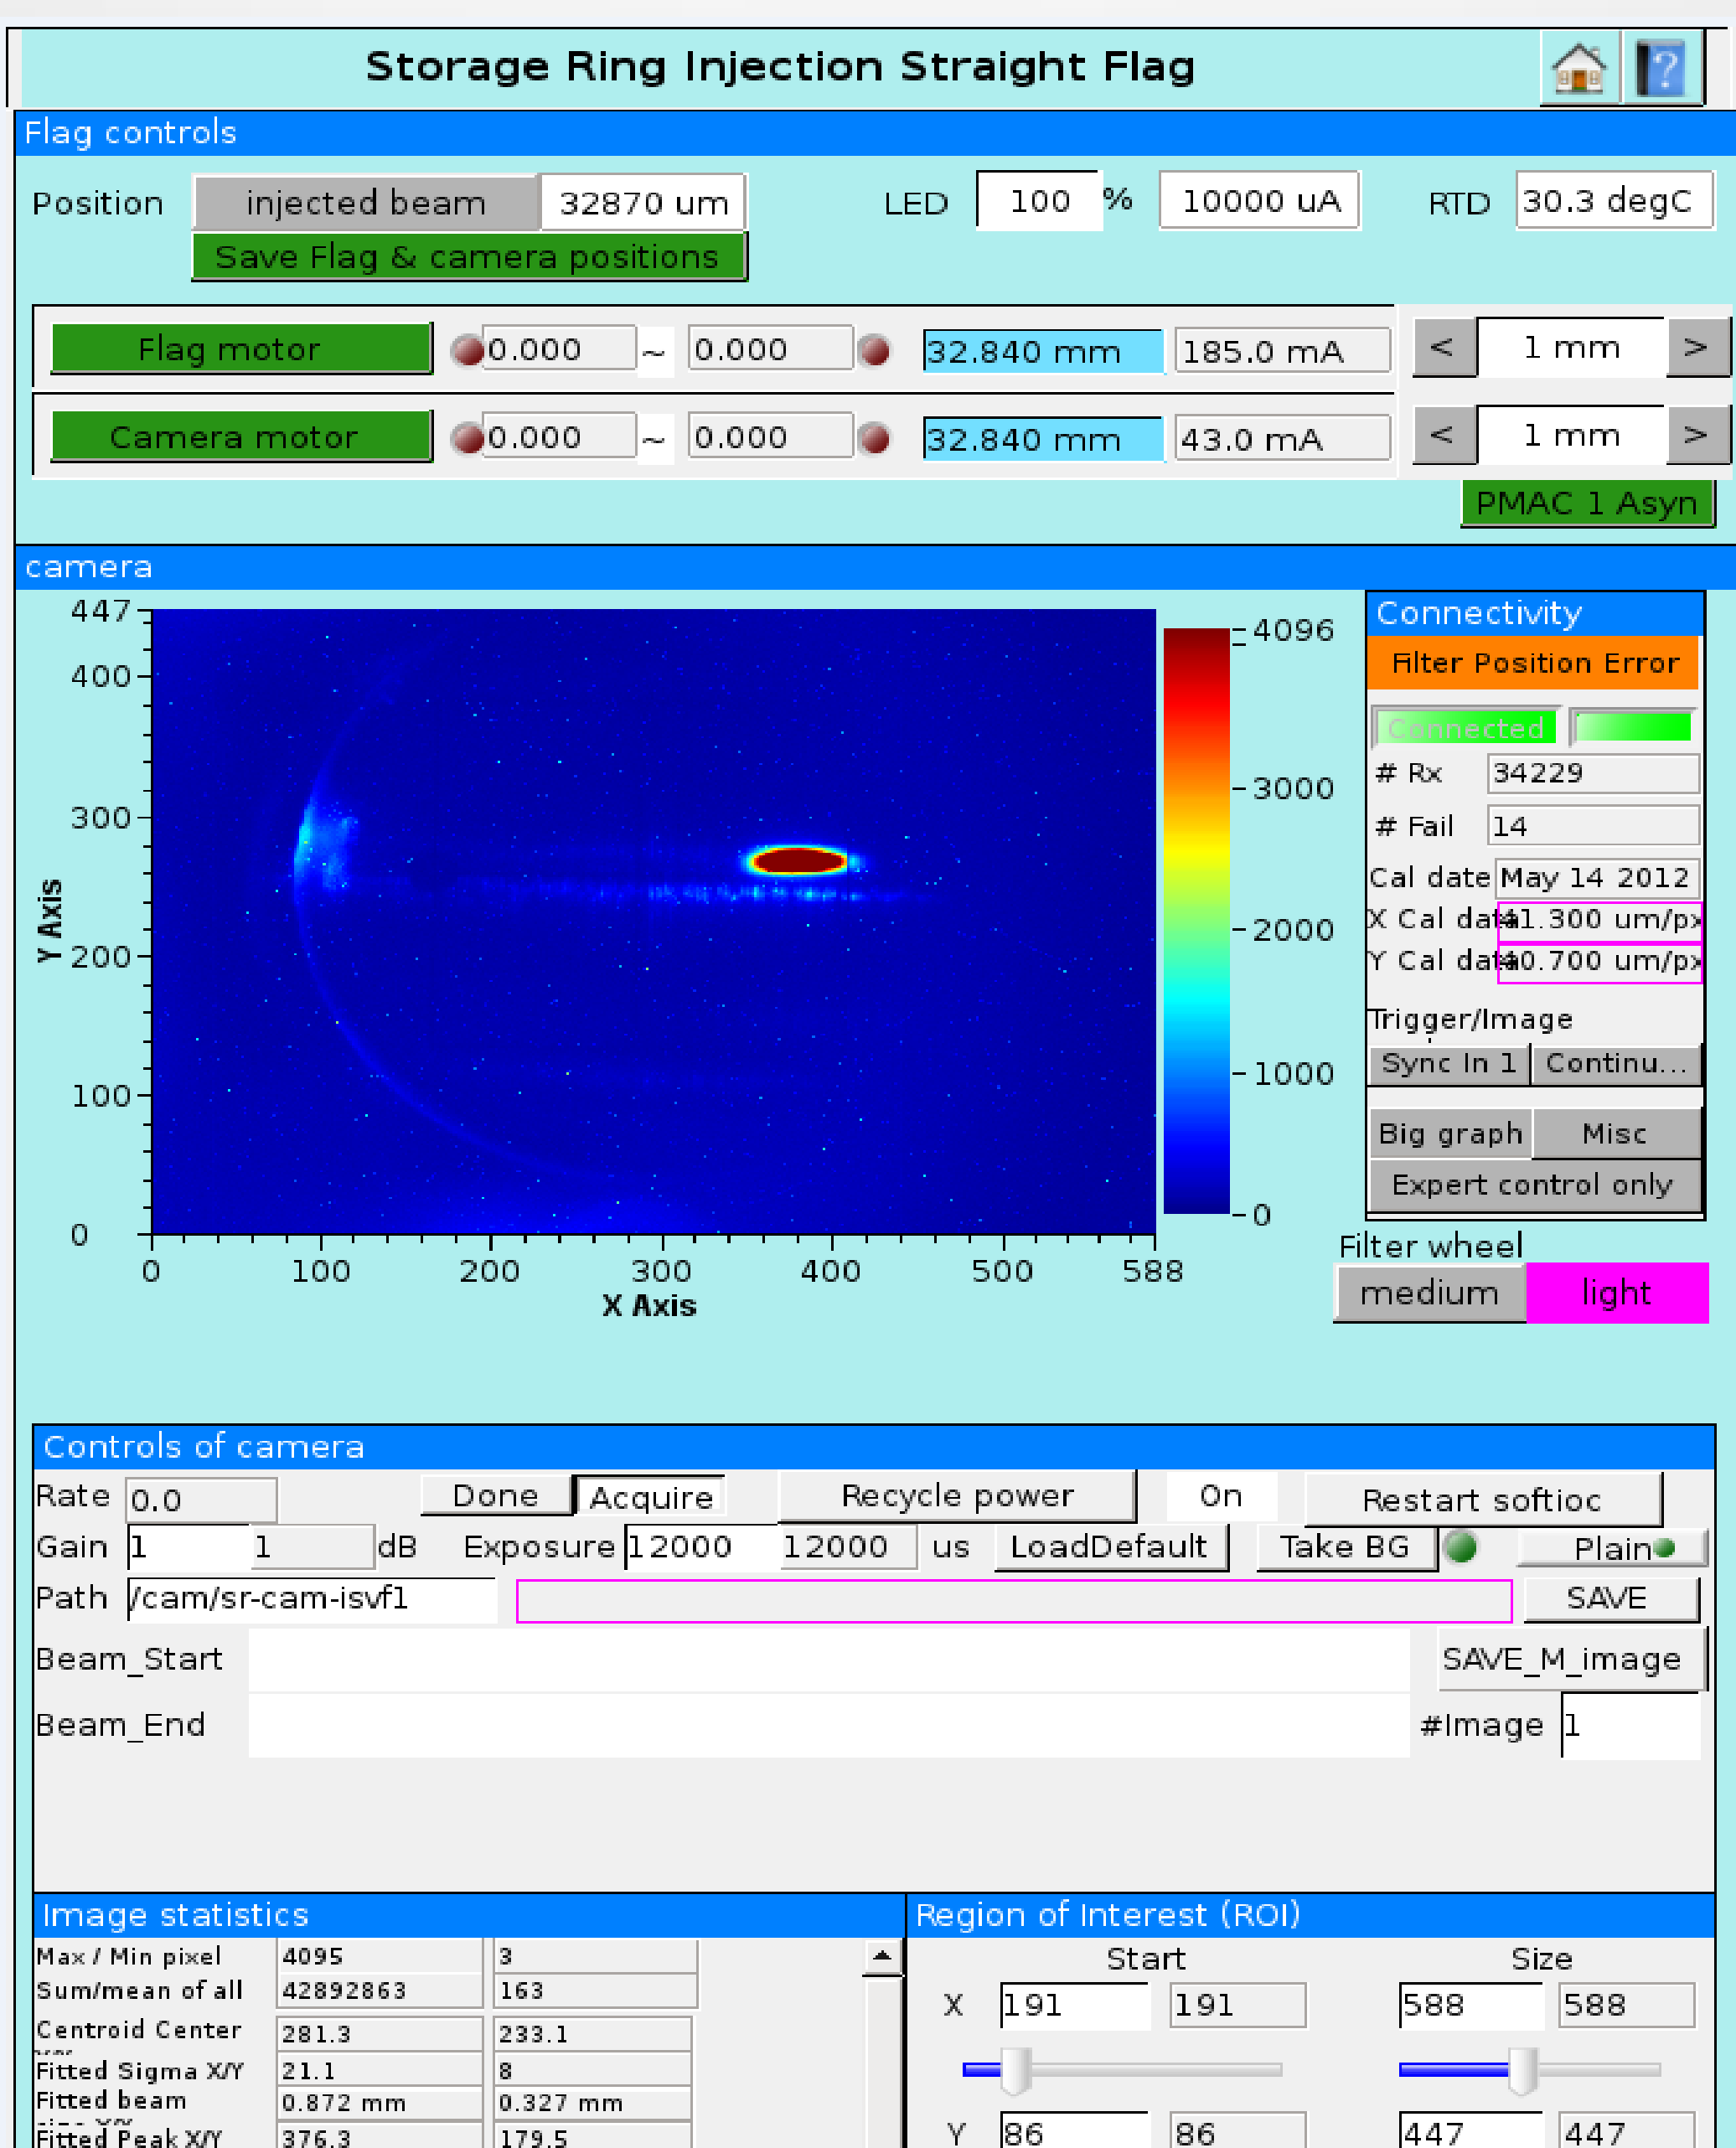 Storage Ring Injection Straight Flag
?
Flag controls
Position injected beam 32870 um LED 100 % 10000 uA RTD 30.3 degC
Save Flag & camera positions
Flag motor 0.000 ~ 0.000 32.840 mm 185.0 mA < 1 mm >
Camera motor 0.000 ~ 0.000 32.840 mm 43.0 mA < 1 mm >
PMAC 1 Asyn
camera
447
400
300
200
100
0
Y Axis
0 100 200 300 400 500 588
X Axis
4096
3000
2000
1000
0
Connectivity
Filter Position Error
Connected
# Rx 34229
# Fail 14
Cal date May 14 2012
X Cal data 41.300 um/px
Y Cal data 40.700 um/px
Trigger/Image
Sync In 1 Continu...
Big graph Misc
Expert control only
Filter wheel
medium light
Controls of camera
Rate 0.0 Done Acquire Recycle power On Restart softioc
Gain 1 1 dB Exposure 12000 12000 us LoadDefault Take BG Plain
Path /cam/sr-cam-isvf1 SAVE
Beam_Start SAVE_M_image
Beam_End #Image 1
Image statistics
Max / Min pixel 4095 3
Sum/mean of all 42892863 163
Centroid Center 281.3 233.1
Fitted Sigma X/Y 21.1 8
Fitted beam 0.872 mm 0.327 mm
Fitted Peak X/Y 376.3 179.5
Region of Interest (ROI)
Start Size
X 191 191 588 588
Y 86 86 447 447